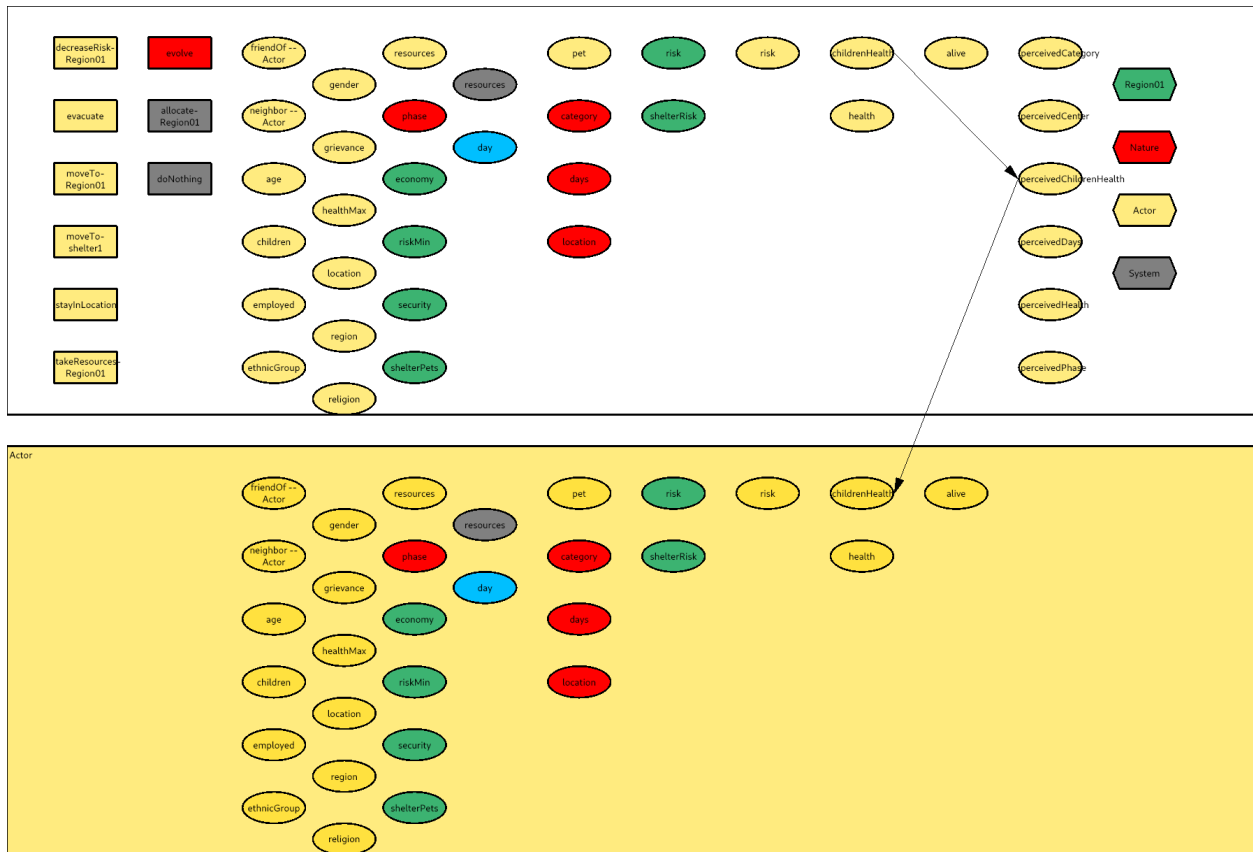 decreaseRisk-
Region01
evolve
friendOf --
Actor
resources
pet
risk
risk
childrenHealth
alive
perceivedCategory
gender
resources
Region01
evacuate
allocate-
Region01
neighbor --
Actor
phase
category
shelterRisk
health
perceivedCenter
grievance
day
Nature
moveTo-
Region01
doNothing
age
economy
days
perceivedChildrenHealth
healthMax
Actor
moveTo-
shelter1
children
riskMin
location
perceivedDays
location
System
stayInLocation
employed
security
perceivedHealth
region
takeResources-
Region01
ethnicGroup
shelterPets
perceivedPhase
religion
Actor
friendOf --
Actor
resources
pet
risk
risk
childrenHealth
alive
gender
resources
neighbor --
Actor
phase
category
shelterRisk
health
grievance
day
age
economy
days
healthMax
children
riskMin
location
location
employed
security
region
ethnicGroup
shelterPets
religion